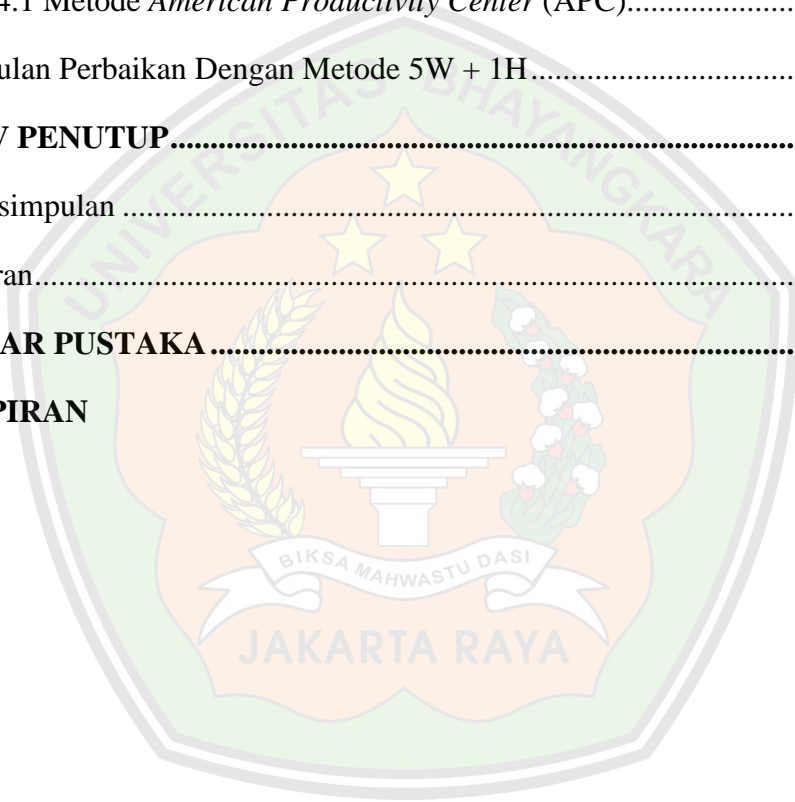 4.1 Metode American Productivity Center (APC)......................
ulan Perbaikan Dengan Metode 5W + 1H..................................
V PENUTUP................................................................................
simpulan .....................................................................................
ran.................................................................................................
AR PUSTAKA ...........................................................................
PIRAN
UNIVERSITAS BHAYANGKARA
BIKSA MAHWASTU DASI
JAKARTA RAYA